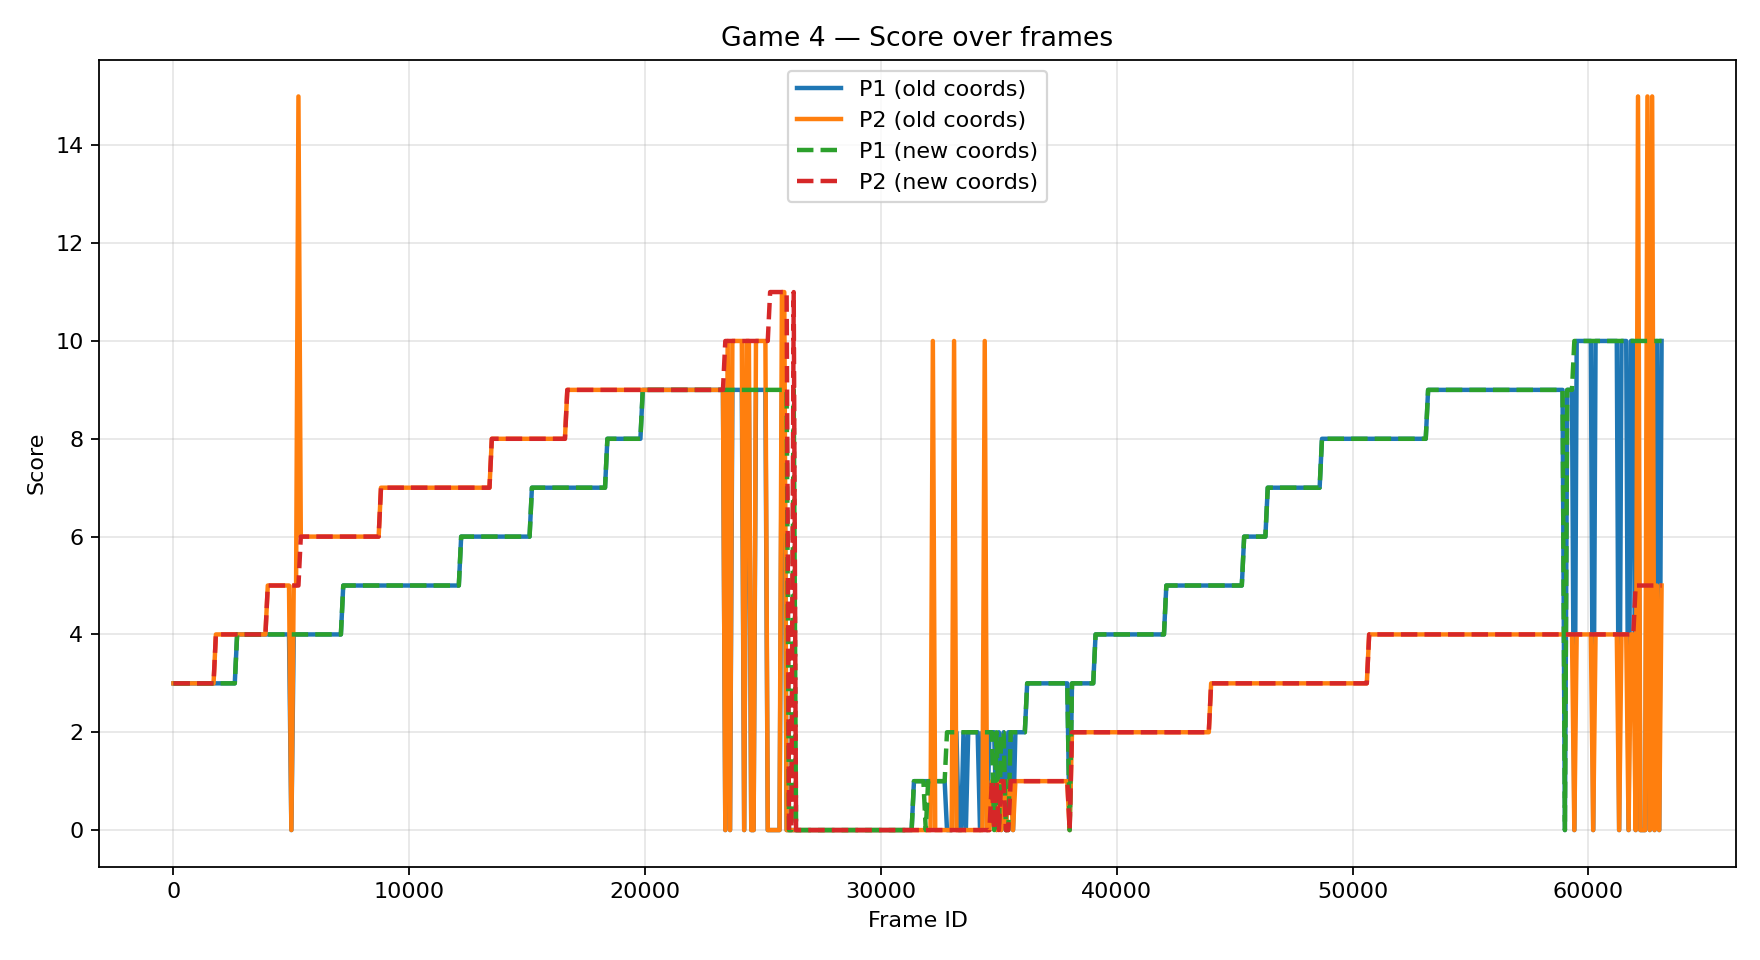 Game 4 — Score over frames
P1 (old coords)
P2 (old coords)
P1 (new coords)
P2 (new coords)
Score
14
12
10
8
6
4
2
0
0 10000 20000 30000 40000 50000 60000
Frame ID